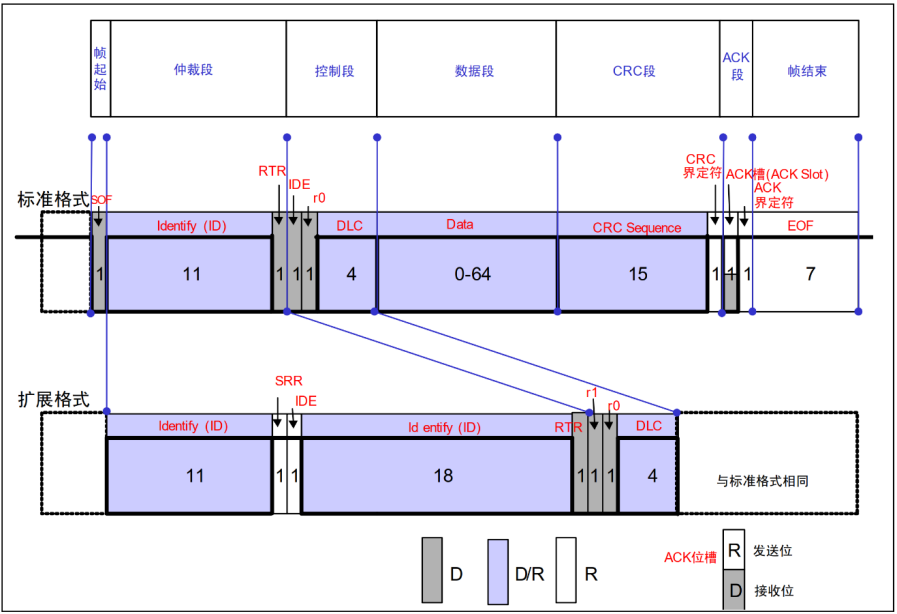 帧起始 仲裁段 控制段 数据段 CRC段 ACK段 帧结束
标准格式 SOF RTR IDE r0 CRC界定符 ACK槽(ACK Slot) ACK界定符
Identify (ID) DLC Data CRC Sequence EOF
1 11 1 1 1 4 0-64 15 1 1 1 7
扩展格式 SRR IDE r1 r0
Identify (ID) Id entify (ID) RTR DLC
11 1 1 18 1 1 1 4 与标准格式相同
D D/R R ACK位槽 R 发送位
D 接收位